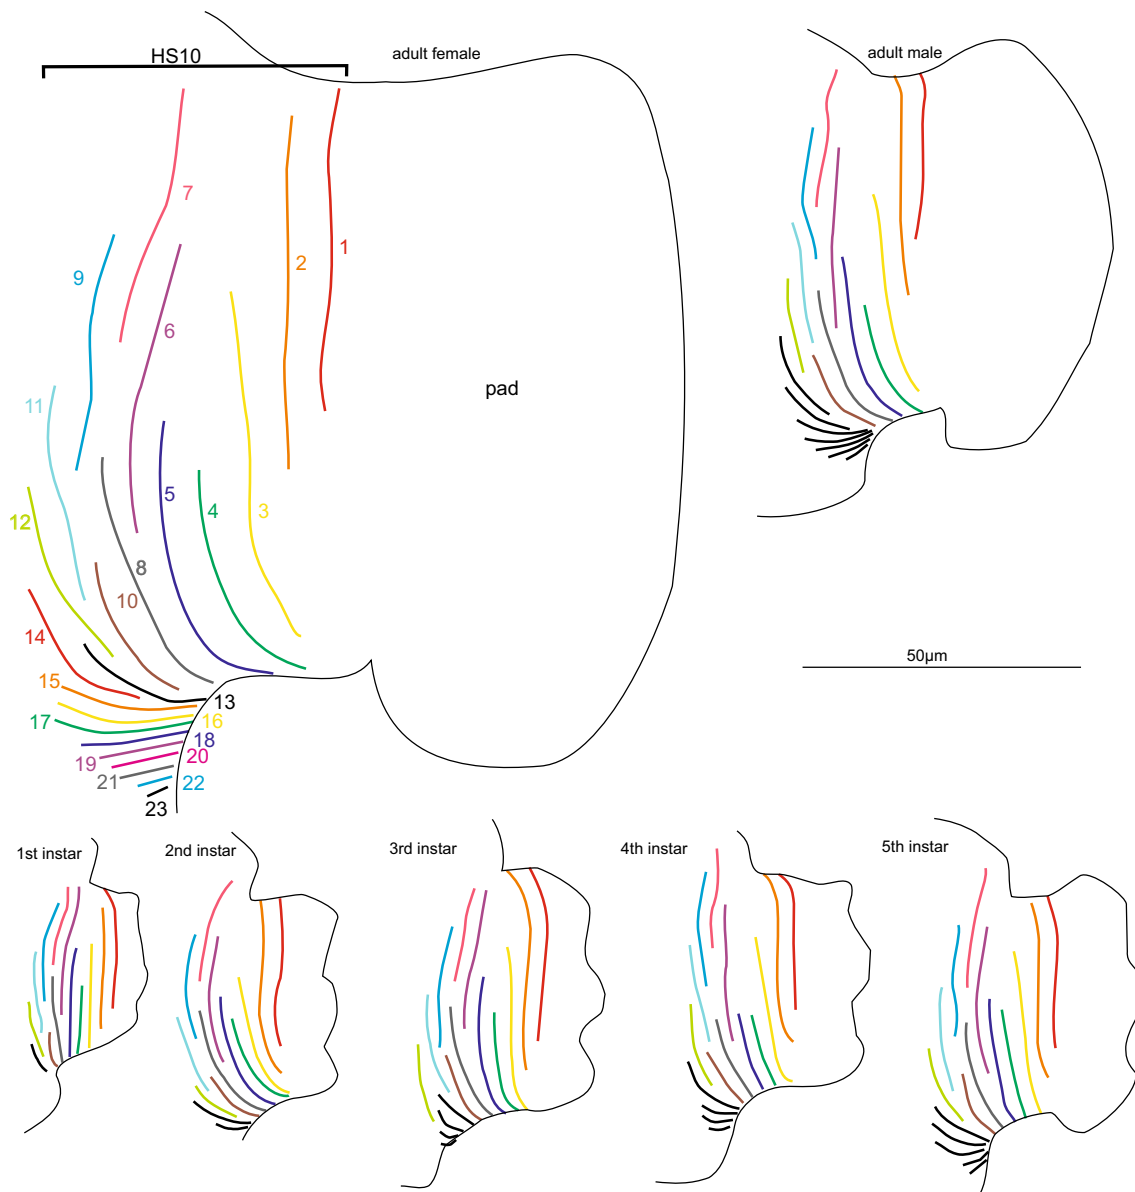 HS10
adult female
adult male
7
1
2
9
6
pad
11
5
4
3
12
8
10
14
50µm
15
13
16
17
18
19
20
21
22
23
1st instar
2nd instar
3rd instar
4th instar
5th instar